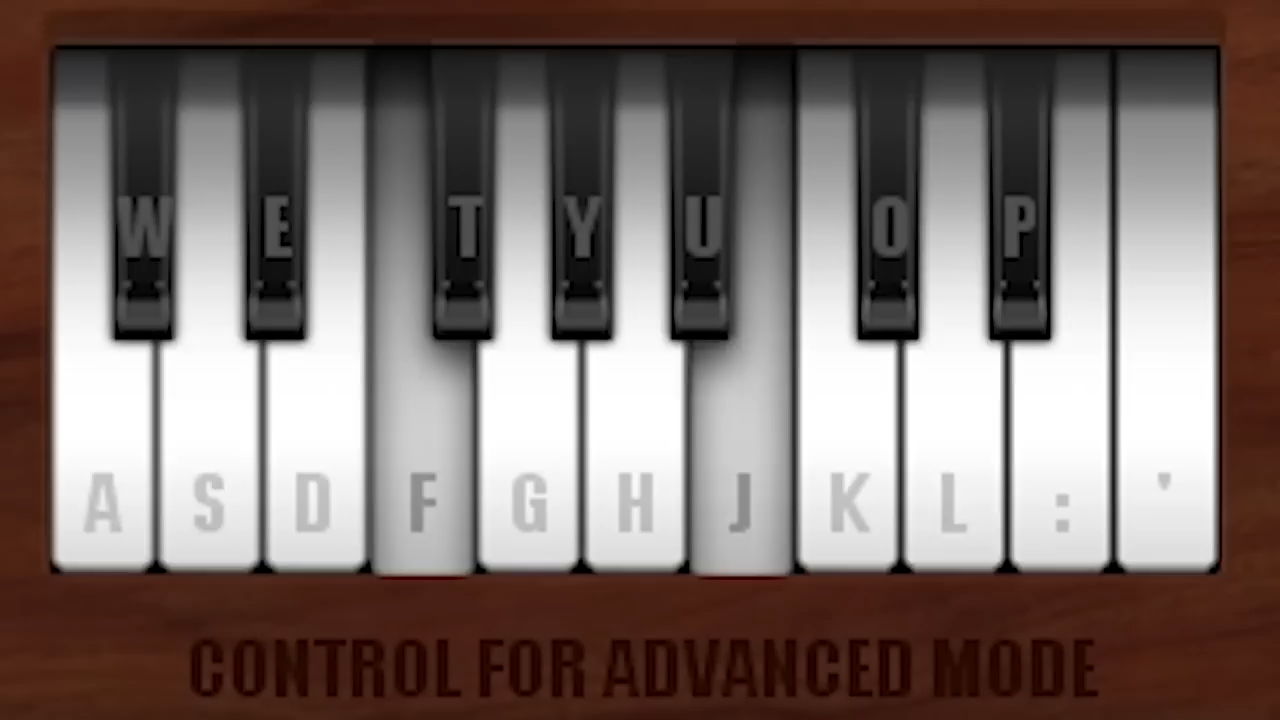 W E T Y U O P
A S D F G H J K L : '
CONTROL FOR ADVANCED MODE